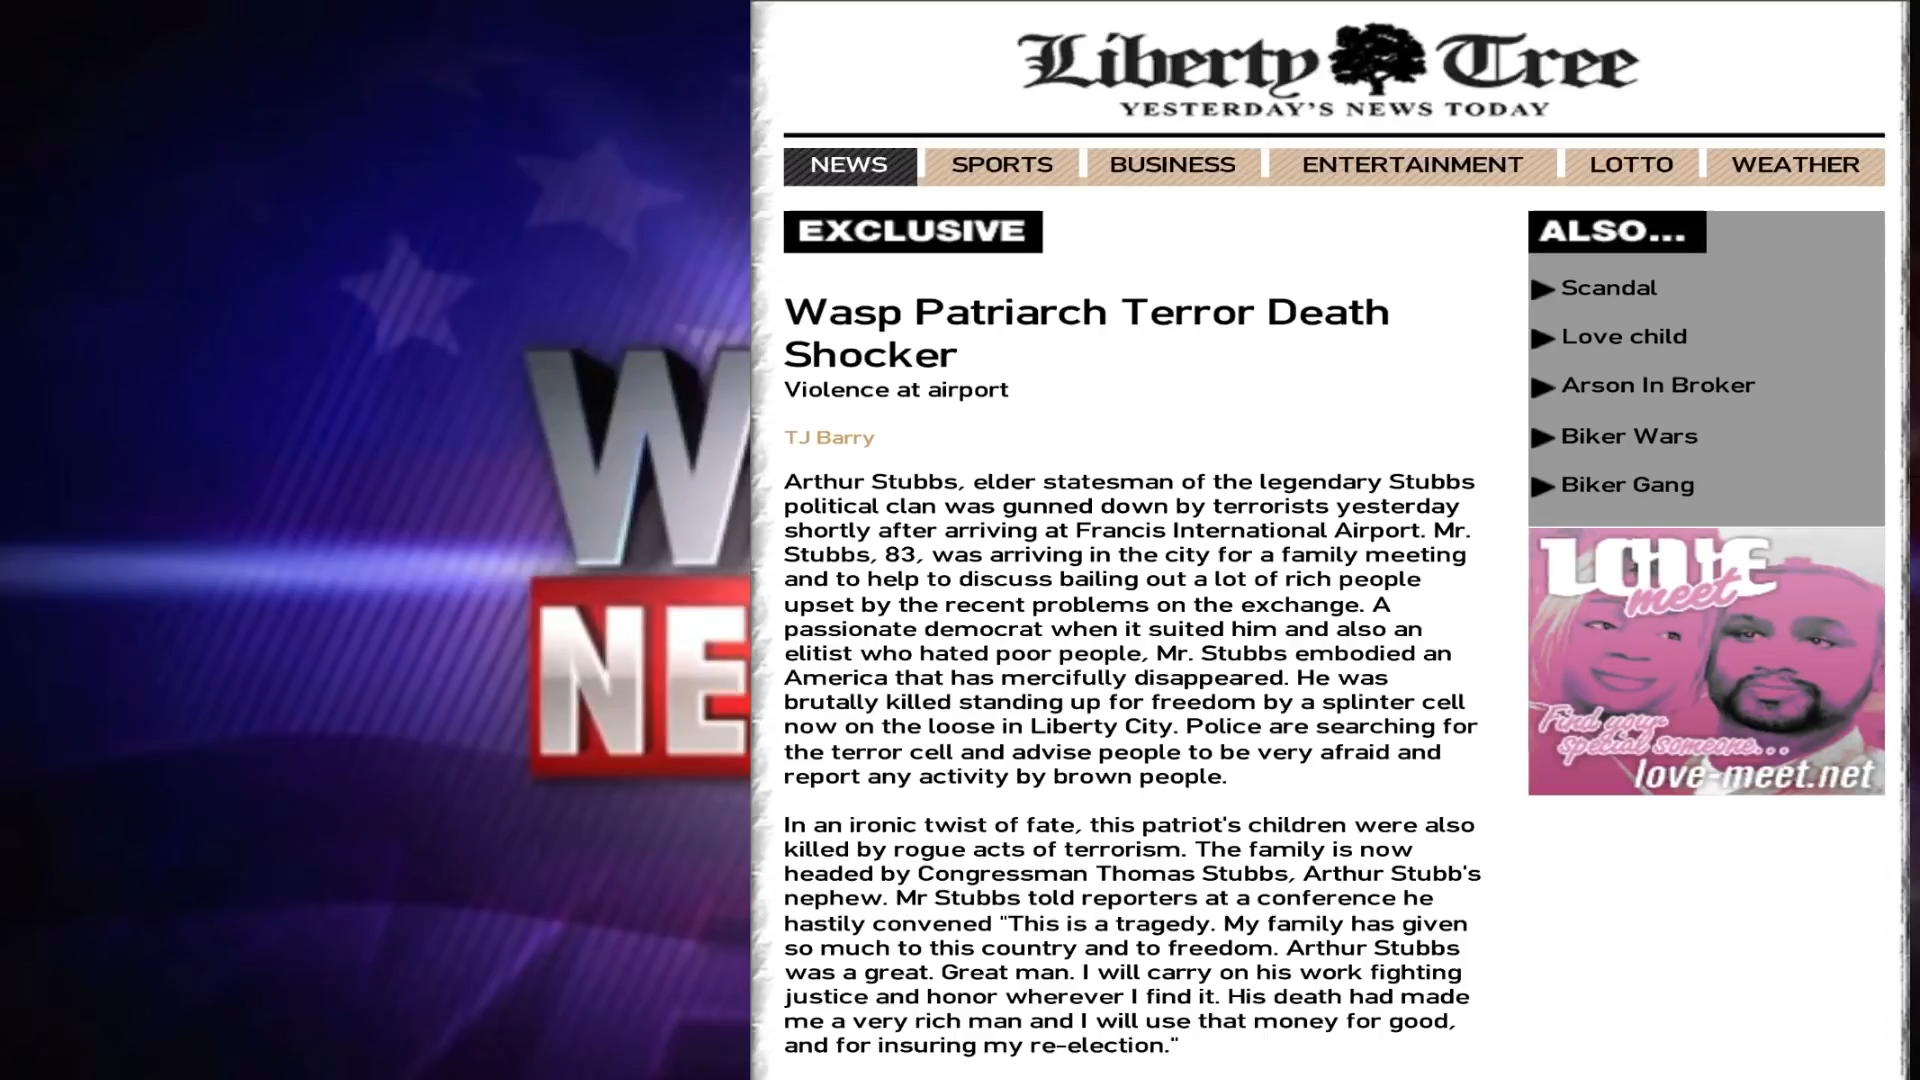 Liberty Tree
YESTERDAY'S NEWS TODAY
NEWS
SPORTS
BUSINESS
ENTERTAINMENT
LOTTO
WEATHER
EXCLUSIVE
Wasp Patriarch Terror Death
Shocker
Violence at airport
TJ Barry
Arthur Stubbs, elder statesman of the legendary Stubbs
political clan was gunned down by terrorists yesterday
shortly after arriving at Francis International Airport. Mr.
Stubbs, 83, was arriving in the city for a family meeting
and to help to discuss bailing out a lot of rich people
upset by the recent problems on the exchange. A
passionate democrat when it suited him and also an
elitist who hated poor people, Mr. Stubbs embodied an
America that has mercifully disappeared. He was
brutally killed standing up for freedom by a splinter cell
now on the loose in Liberty City. Police are searching for
the terror cell and advise people to be very afraid and
report any activity by brown people.
In an ironic twist of fate, this patriot's children were also
killed by rogue acts of terrorism. The family is now
headed by Congressman Thomas Stubbs, Arthur Stubb's
nephew. Mr Stubbs told reporters at a conference he
hastily convened "This is a tragedy. My family has given
so much to this country and to freedom. Arthur Stubbs
was a great. Great man. I will carry on his work fighting
justice and honor wherever I find it. His death had made
me a very rich man and I will use that money for good,
and for insuring my re-election."
ALSO...
Scandal
Love child
Arson In Broker
Biker Wars
Biker Gang
LOVE
meet
Find your
special someone...
love-meet.net
W
NE